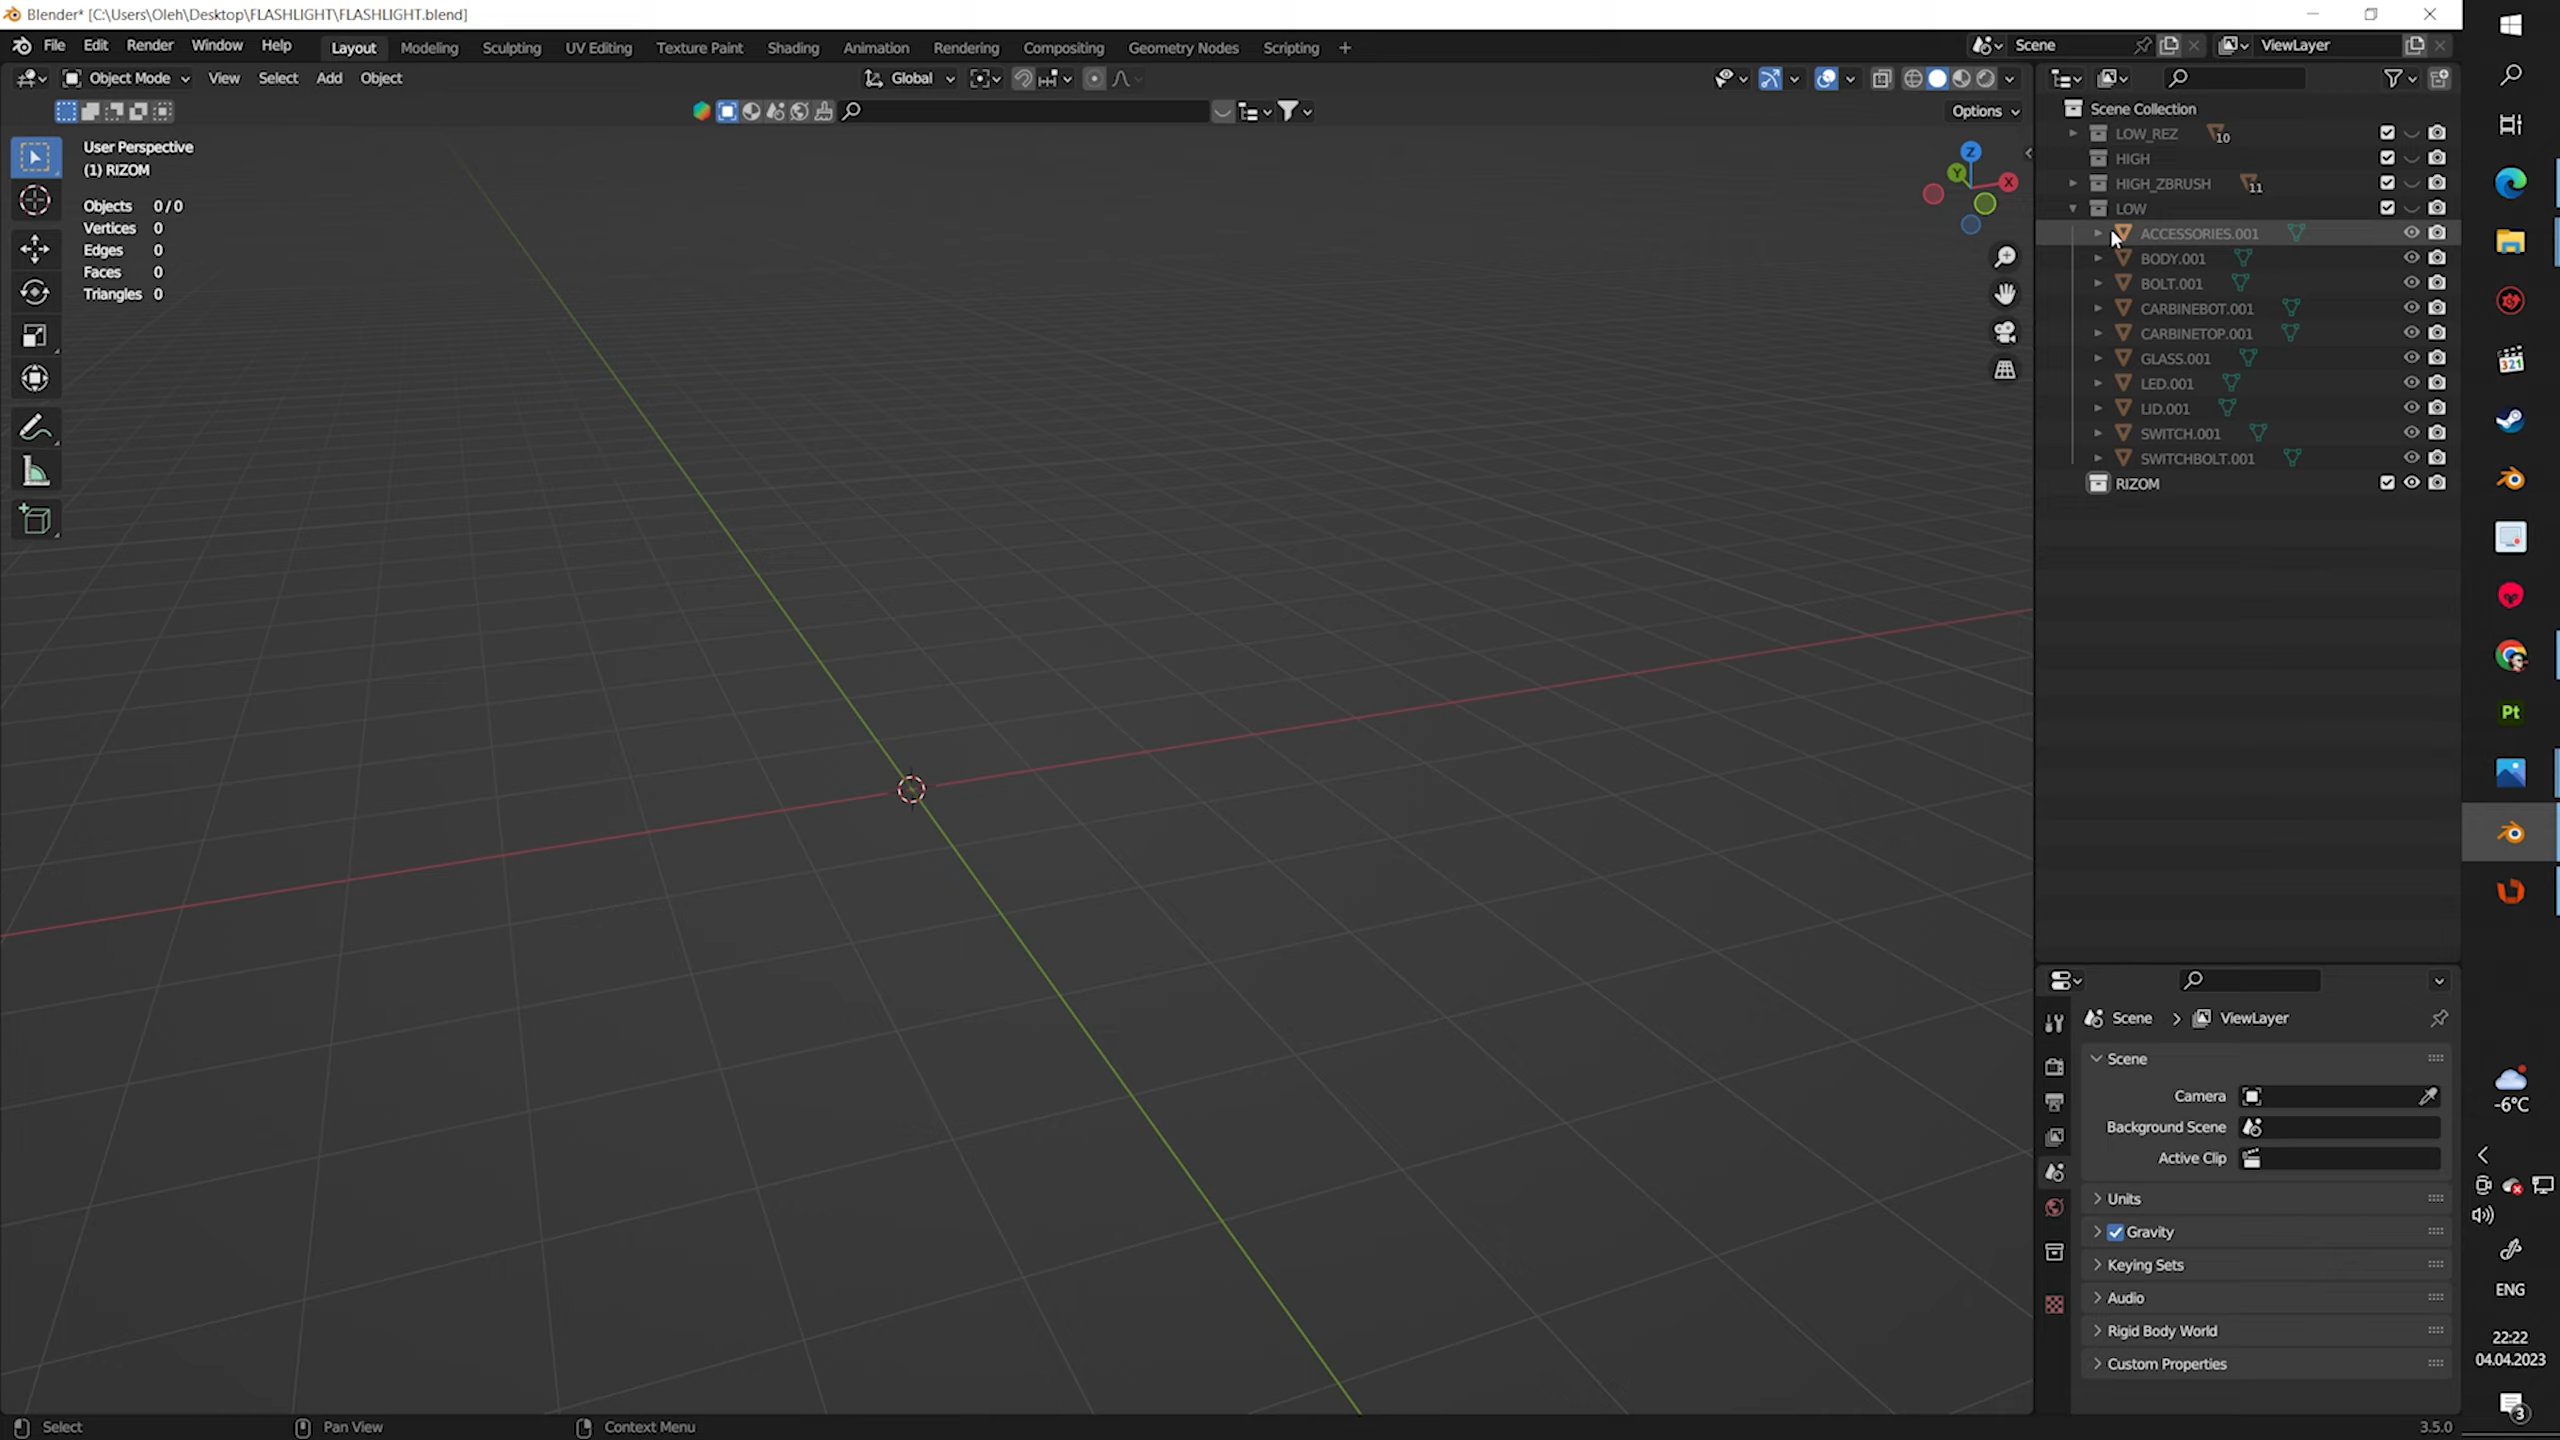 Blender* [C:\Users\Oleh\Desktop\FLASHLIGHT\FLASHLIGHT.blend]
File Edit Render Window Help Layout Modeling Sculpting UV Editing Texture Paint Shading Animation Rendering Compositing Geometry Nodes Scripting + Scene ViewLayer
Object Mode View Select Add Object Global
Options
User Perspective
(1) RIZOM
Objects 0/0
Vertices 0
Edges 0
Faces 0
Triangles 0
Z
Y
X
Scene Collection
LOW_REZ 10
HIGH
HIGH_ZBRUSH 11
LOW
ACCESSORIES.001
BODY.001
BOLT.001
CARBINEBOT.001
CARBINETOP.001
GLASS.001
LED.001
LID.001
SWITCH.001
SWITCHBOLT.001
RIZOM
Scene > ViewLayer
Scene
Camera
Background Scene
Active Clip
Units
Gravity
Keying Sets
Audio
Rigid Body World
Custom Properties
321
Pt
-6°C
ENG
22:22
04.04.2023
3
Select Pan View Context Menu 3.5.0